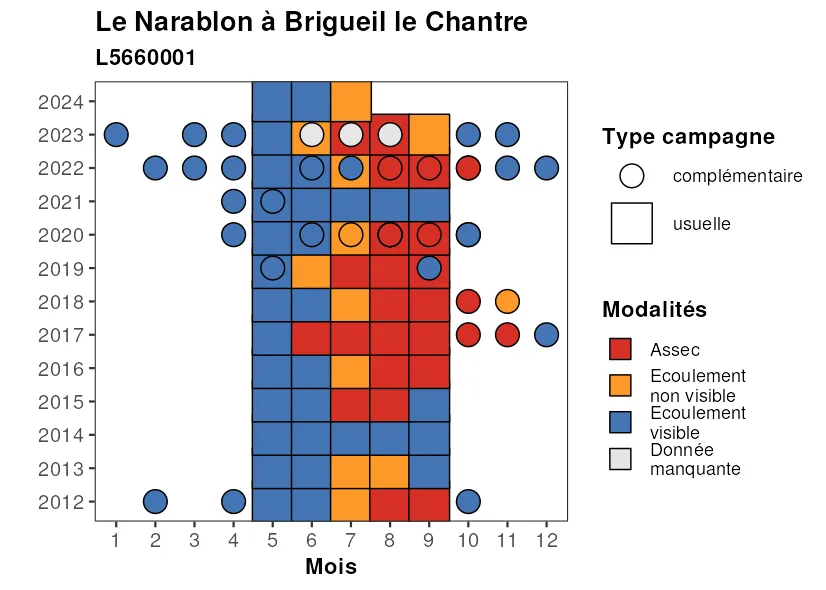 Le Narablon à Brigueil le Chantre
L5660001
2024
2023
2022
2021
2020
2019
2018
2017
2016
2015
2014
2013
2012
1 2 3 4 5 6 7 8 9 10 11 12
Mois
Type campagne
complémentaire
usuelle
Modalités
Assec
Ecoulement
non visible
Ecoulement
visible
Donnée
manquante